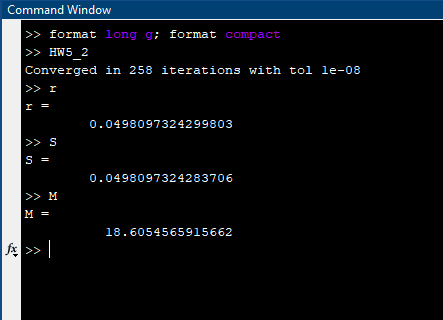 Command Window
>> format long g; format compact
>> HW5_2
Converged in 258 iterations with tol 1e-08
>> r
r =
0.0498097324299803
>> S
S =
0.0498097324283706
>> M
M =
18.6054565915662
fx >>